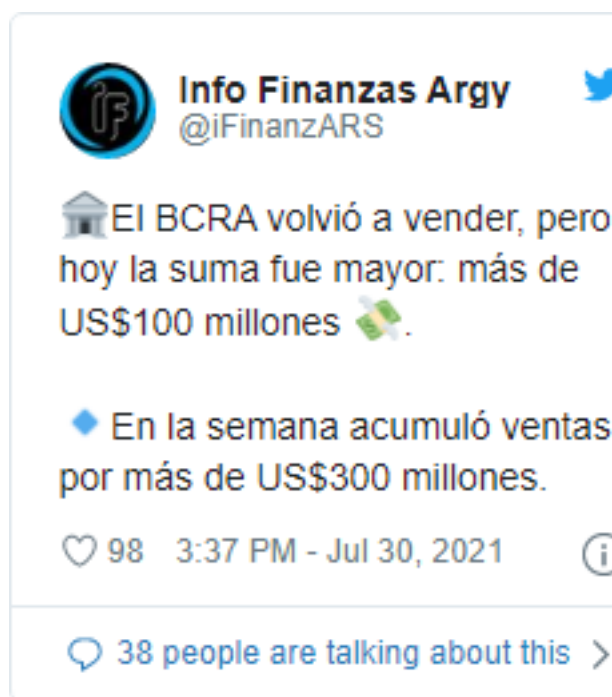 Info Finanzas Argy
@iFinanzARS
🏛️El BCRA volvió a vender, pero
hoy la suma fue mayor: más de
US$100 millones 💸.
🔹 En la semana acumuló ventas
por más de US$300 millones.
98 3:37 PM - Jul 30, 2021
38 people are talking about this